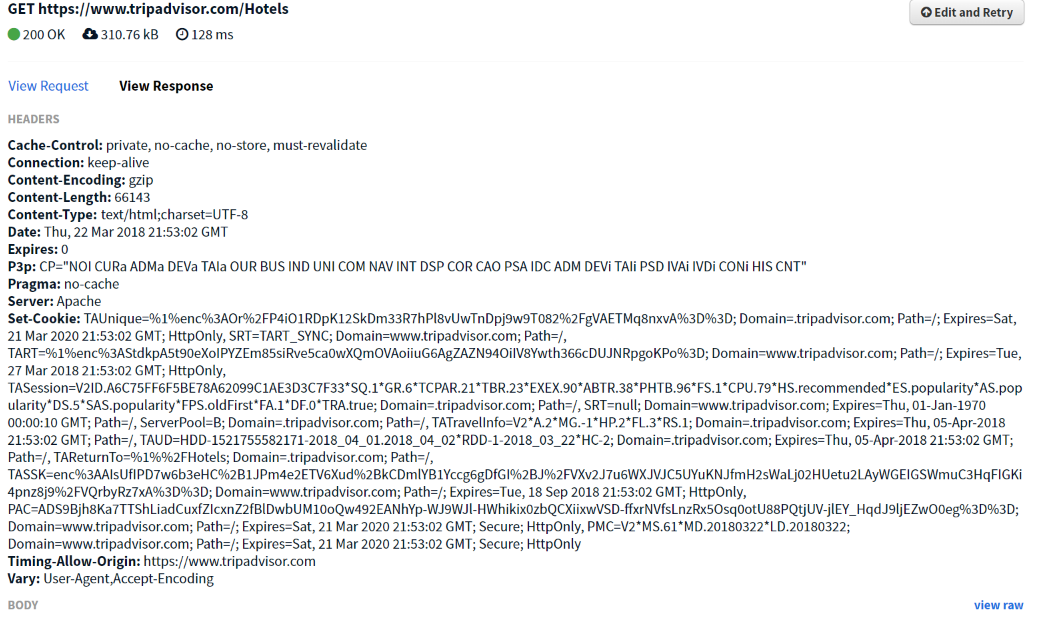 GET https://www.tripadvisor.com/Hotels
Edit and Retry
200 OK 310.76 kB 128 ms
View Request View Response
HEADERS
Cache-Control: private, no-cache, no-store, must-revalidate
Connection: keep-alive
Content-Encoding: gzip
Content-Length: 66143
Content-Type: text/html;charset=UTF-8
Date: Thu, 22 Mar 2018 21:53:02 GMT
Expires: 0
P3p: CP="NOI CURa ADMa DEVa TAIa OUR BUS IND UNI COM NAV INT DSP COR CAO PSA IDC ADM DEVi TAIi PSD IVAi IVDi CONi HIS CNT"
Pragma: no-cache
Server: Apache
Set-Cookie: TAUnique=%1%enc%3AOr%2FP4iO1RDpK12SkDm33R7hPl8vUwTnDpj9w9T082%2FgVAETMq8nxvA%3D%3D; Domain=.tripadvisor.com; Path=/; Expires=Sat,
21 Mar 2020 21:53:02 GMT; HttpOnly, SRT=TART_SYNC; Domain=www.tripadvisor.com; Path=/,
TART=%1%enc%3AStdkpA5t90eXoIPYZEm85siRve5ca0wXQmOVAoiiuG6AgZAZN94OilV8Ywth366cDUJNRpgoKPo%3D; Domain=www.tripadvisor.com; Path=/; Expires=Tue,
27 Mar 2018 21:53:02 GMT; HttpOnly,
TASession=V2ID.A6C75FF6F5BE78A62099C1AE3D3C7F33*SQ.1*GR.6*TCPAR.21*TBR.23*EXEX.90*ABTR.38*PHTB.96*FS.1*CPU.79*HS.recommended*ES.popularity*AS.pop
ularity*DS.5*SAS.popularity*FPS.oldFirst*FA.1*DF.0*TRA.true; Domain=.tripadvisor.com; Path=/, SRT=null; Domain=www.tripadvisor.com; Expires=Thu, 01-Jan-1970
00:00:10 GMT; Path=/, ServerPool=B; Domain=.tripadvisor.com; Path=/, TATravelInfo=V2*A.2*MG.-1*HP.2*FL.3*RS.1; Domain=.tripadvisor.com; Expires=Thu, 05-Apr-2018
21:53:02 GMT; Path=/, TAUD=HDD-1521755582171-2018_04_01.2018_04_02*RDD-1-2018_03_22*HC-2; Domain=.tripadvisor.com; Expires=Thu, 05-Apr-2018 21:53:02 GMT;
Path=/, TAReturnTo=%1%%2FHotels; Domain=.tripadvisor.com; Path=/,
TASSK=enc%3AAIsUfIPD7w6b3eHC%2B1JPm4e2ETV6Xud%2BkCDmlYB1Yccg6gDfGI%2BJ%2FVXv2J7u6WXJVJC5UYuKNJfmH2sWaLj02HUetu2LAyWGEIGSWmuC3HqFIGKi
4pnz8j9%2FVQrbyRz7xA%3D%3D; Domain=www.tripadvisor.com; Path=/; Expires=Tue, 18 Sep 2018 21:53:02 GMT; HttpOnly,
PAC=ADS9Bjh8Ka7TTShLiadCuxfZIcxnZ2fBlDwbUM10oQw492EANhYp-WJ9WJl-HWhikix0zbQCXiixwVSD-ffxrNVfsLnzRx5Osq0otU88PQtjUV-jlEY_HqdJ9ljEZwO0eg%3D%3D;
Domain=www.tripadvisor.com; Path=/; Expires=Sat, 21 Mar 2020 21:53:02 GMT; Secure; HttpOnly, PMC=V2*MS.61*MD.20180322*LD.20180322;
Domain=www.tripadvisor.com; Path=/; Expires=Sat, 21 Mar 2020 21:53:02 GMT; Secure; HttpOnly
Timing-Allow-Origin: https://www.tripadvisor.com
Vary: User-Agent,Accept-Encoding
BODY
view raw